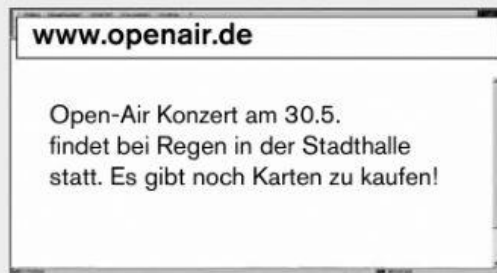 www.openair.de
Open-Air Konzert am 30.5.
findet bei Regen in der Stadthalle
statt. Es gibt noch Karten zu kaufen!